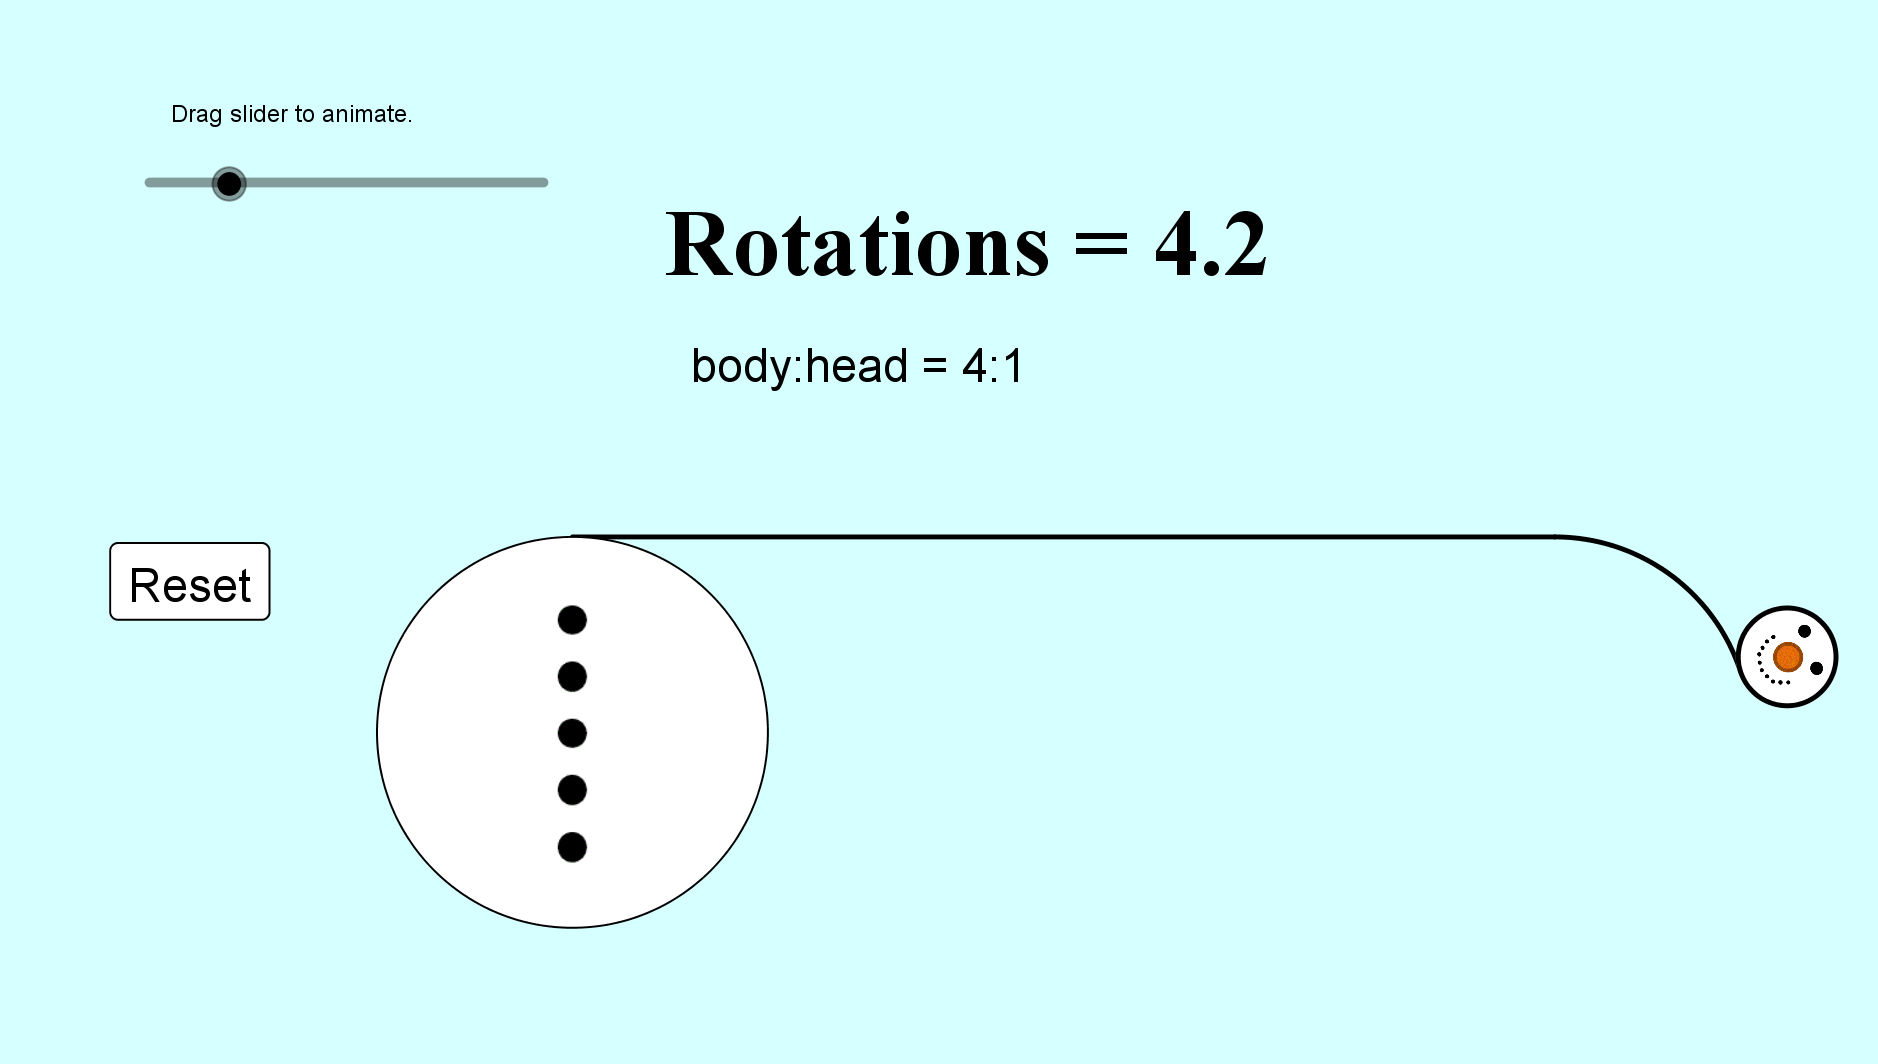 Drag slider to animate.
Rotations = 4.2
body:head = 4:1
Reset